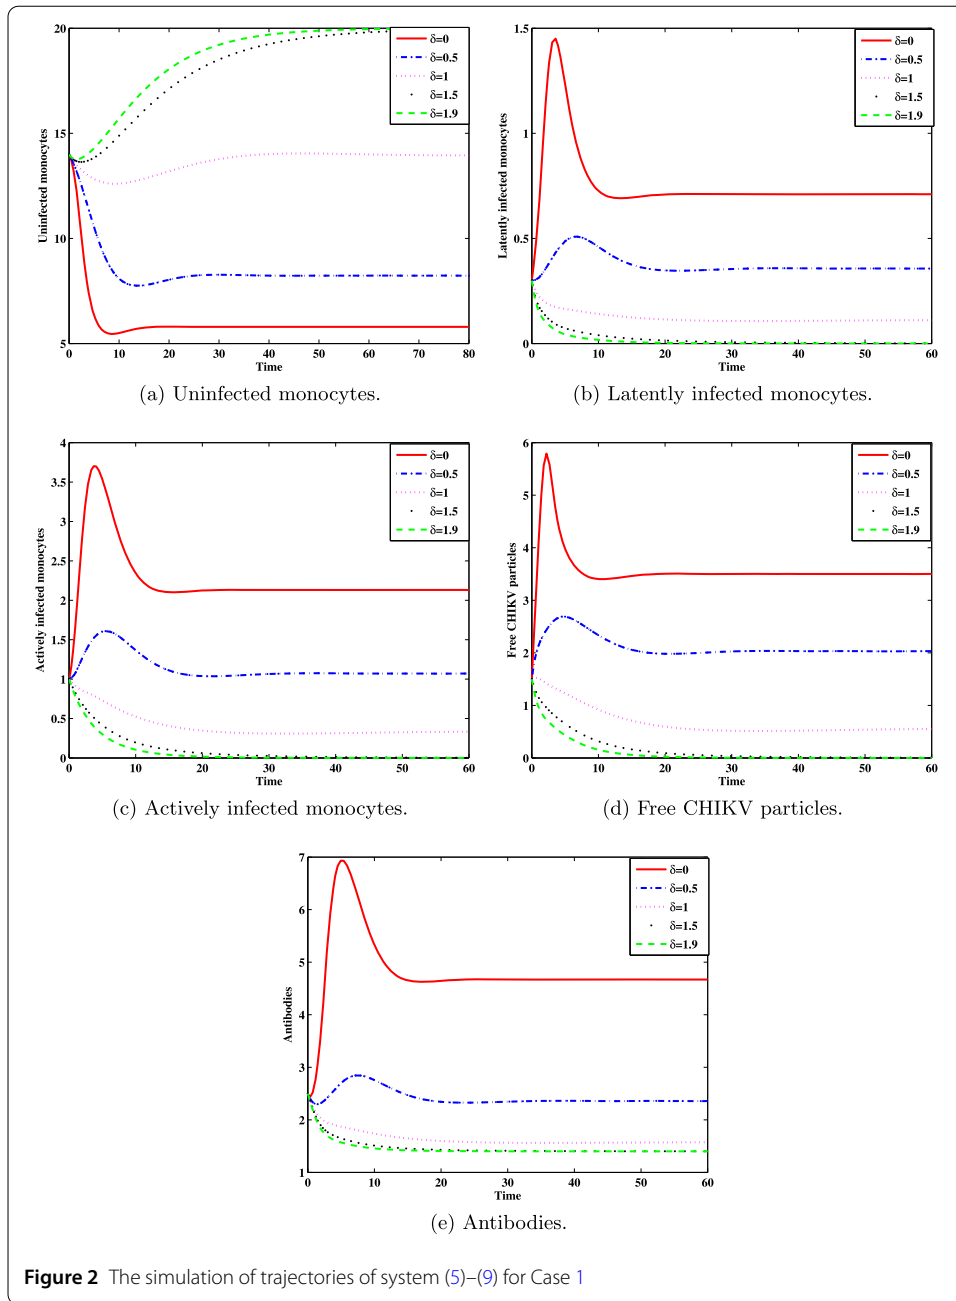 20
15
10
5
0
10
20
30
40
50
60
70
80
Uninfected monocytes
Time
δ=0
δ=0.5
δ=1
δ=1.5
δ=1.9
(a) Uninfected monocytes.
1.5
1
0.5
0
0
10
20
30
40
50
60
Latently infected monocytes
Time
δ=0
δ=0.5
δ=1
δ=1.5
δ=1.9
(b) Latently infected monocytes.
4
3.5
3
2.5
2
1.5
1
0.5
0
0
10
20
30
40
50
60
Actively infected monocytes
Time
δ=0
δ=0.5
δ=1
δ=1.5
δ=1.9
(c) Actively infected monocytes.
6
5
4
3
2
1
0
0
10
20
30
40
50
60
Free CHIKV particles
Time
δ=0
δ=0.5
δ=1
δ=1.5
δ=1.9
(d) Free CHIKV particles.
7
6
5
4
3
2
1
0
10
20
30
40
50
60
Antibodies
Time
δ=0
δ=0.5
δ=1
δ=1.5
δ=1.9
(e) Antibodies.
Figure 2 The simulation of trajectories of system (5)–(9) for Case 1